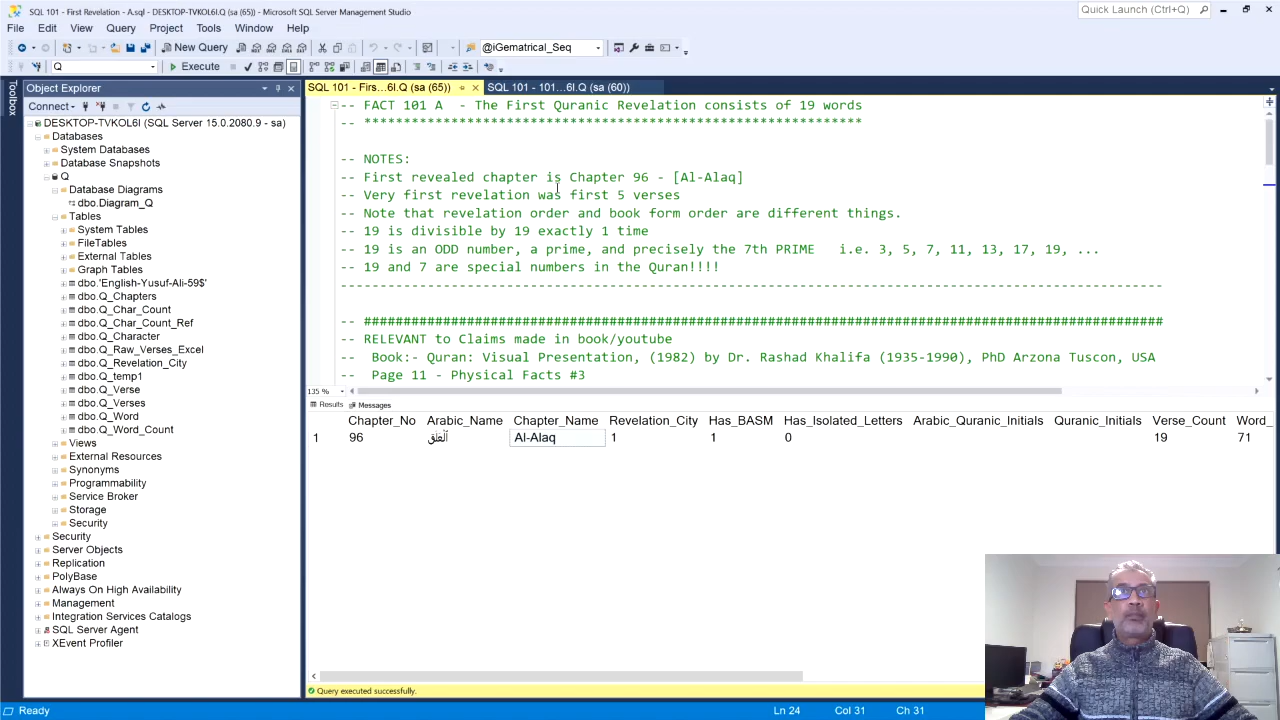 SQL 101 - First Revelation - A.sql - DESKTOP-TVKOL6I.Q (sa (65)) - Microsoft SQL Server Management Studio
Quick Launch (Ctrl+Q)
File Edit View Query Project Tools Window Help
New Query @iGematrical_Seq
Q Execute
Toolbox
Object Explorer
Connect
DESKTOP-TVKOL6I (SQL Server 15.0.2080.9 - sa)
Databases
System Databases
Database Snapshots
Q
Database Diagrams
dbo.Diagram_Q
Tables
System Tables
FileTables
External Tables
Graph Tables
dbo.'English-Yusuf-Ali-59$'
dbo.Q_Chapters
dbo.Q_Char_Count
dbo.Q_Char_Count_Ref
dbo.Q_Character
dbo.Q_Raw_Verses_Excel
dbo.Q_Revelation_City
dbo.Q_temp1
dbo.Q_Verse
dbo.Q_Verses
dbo.Q_Word
dbo.Q_Word_Count
Views
External Resources
Synonyms
Programmability
Service Broker
Storage
Security
Security
Server Objects
Replication
PolyBase
Always On High Availability
Management
Integration Services Catalogs
SQL Server Agent
XEvent Profiler
SQL 101 - Firs...6I.Q (sa (65)) SQL 101 - 101...6I.Q (sa (60))
-- FACT 101 A - The First Quranic Revelation consists of 19 words
-- ***************************************************************
-- NOTES:
-- First revealed chapter is Chapter 96 - [Al-Alaq]
-- Very first revelation was first 5 verses
-- Note that revelation order and book form order are different things.
-- 19 is divisible by 19 exactly 1 time
-- 19 is an ODD number, a prime, and precisely the 7th PRIME i.e. 3, 5, 7, 11, 13, 17, 19, ...
-- 19 and 7 are special numbers in the Quran!!!!
--------------------------------------------------------------------------------------------------------
-- #####################################################################################################
-- RELEVANT to Claims made in book/youtube
-- Book:- Quran: Visual Presentation, (1982) by Dr. Rashad Khalifa (1935-1990), PhD Arzona Tuscon, USA
-- Page 11 - Physical Facts #3
135 %
Results Messages
Chapter_No Arabic_Name Chapter_Name Revelation_City Has_BASM Has_Isolated_Letters Arabic_Quranic_Initials Quranic_Initials Verse_Count Word_
1 96 ٱلْعَلَق Al-Alaq 1 1 0 19 71
Query executed successfully.
Ready Ln 24 Col 31 Ch 31